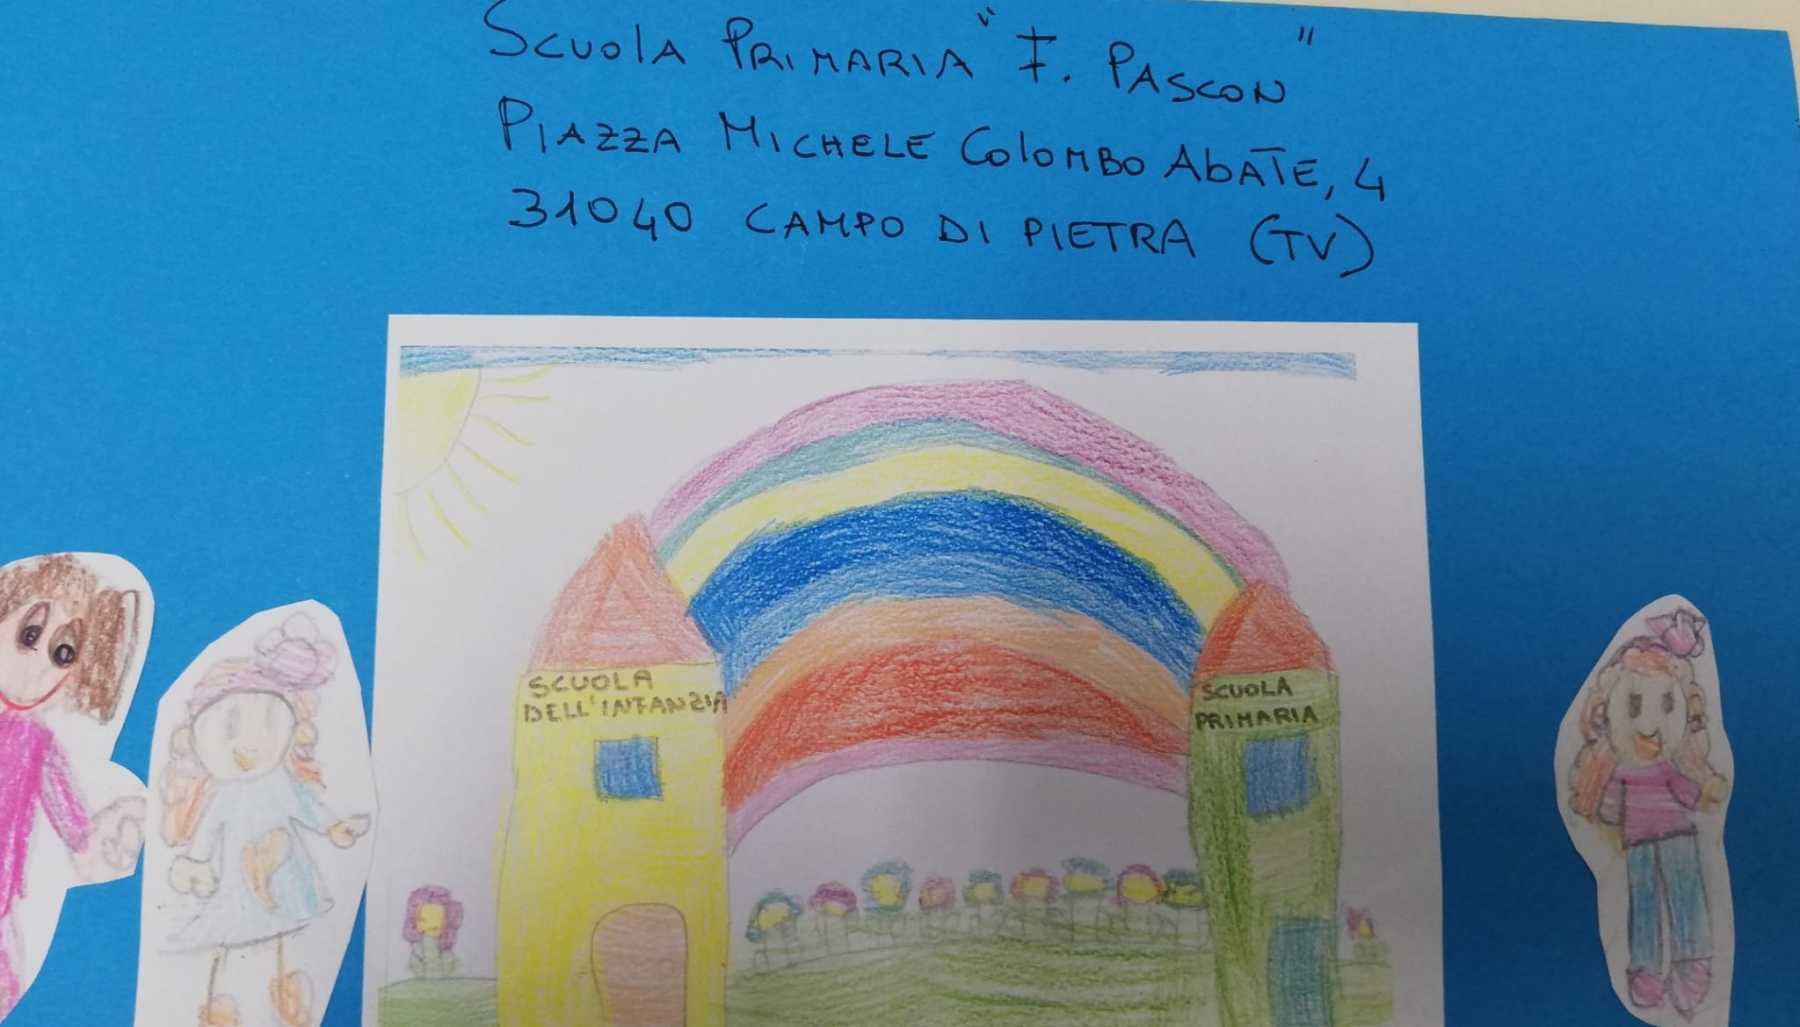 SCUOLA PRIMARIA "F. PASCON"
PIAZZA MICHELE COLOMBO ABATE, 4
31040 CAMPO DI PIETRA (TV)
SCUOLA
DELL'INFANZIA
SCUOLA
PRIMARIA